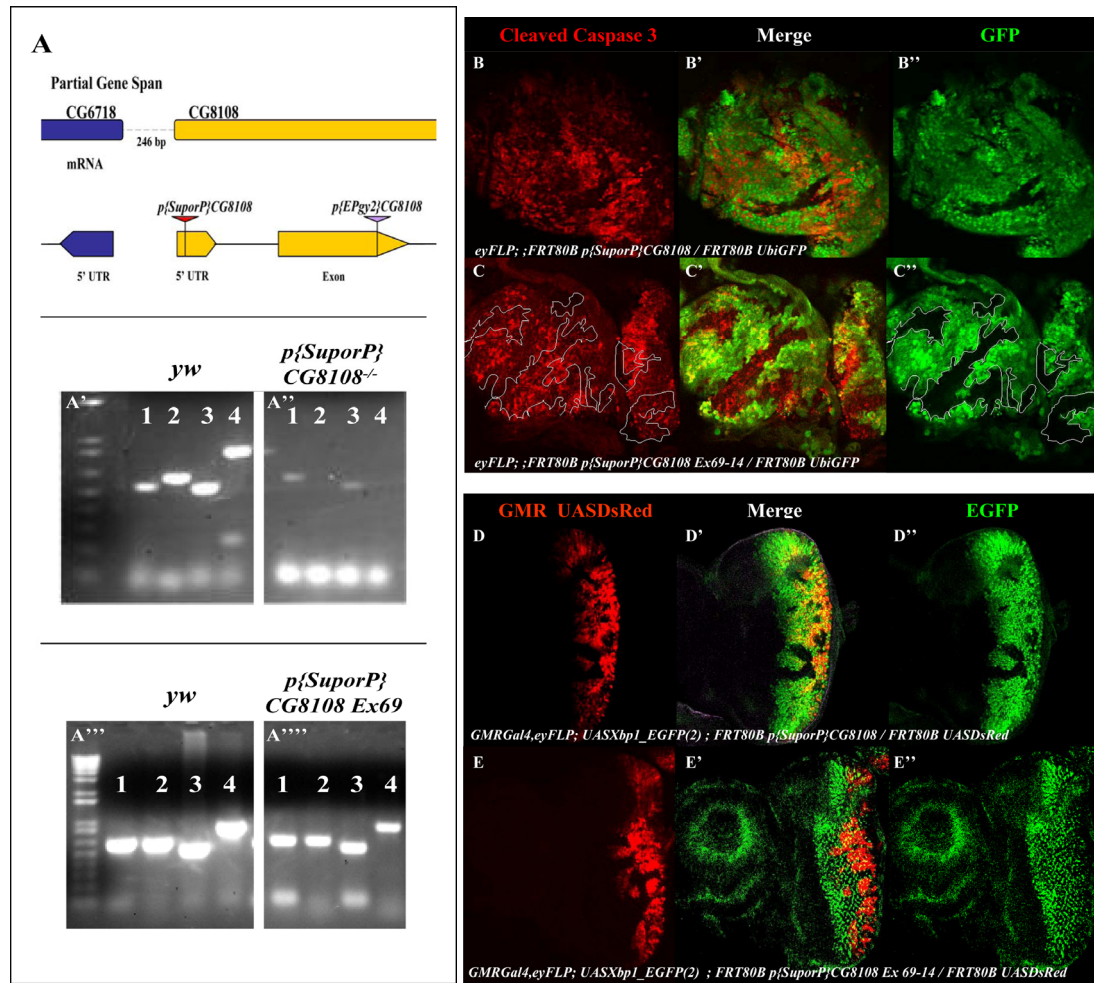 A
Partial Gene Span
CG6718 CG8108
246 bp
mRNA
p{SuporP}CG8108 p{EPgy2}CG8108
5' UTR 5' UTR Exon
yw p{SuporP} CG8108-/-
A' 1 2 3 4 A'' 1 2 3 4
yw p{SuporP} CG8108 Ex69
A''' 1 2 3 4 A'''' 1 2 3 4
Cleaved Caspase 3 Merge GFP
B B' B''
eyFLP; ;FRT80B p{SuporP}CG8108 / FRT80B UbiGFP
C C' C''
eyFLP; ;FRT80B p{SuporP}CG8108 Ex69-14 / FRT80B UbiGFP
GMR UASDsRed Merge EGFP
D D' D''
GMRGal4,eyFLP; UASXbp1_EGFP(2) ; FRT80B p{SuporP}CG8108 / FRT80B UASDsRed
E E' E''
GMRGal4,eyFLP; UASXbp1_EGFP(2) ; FRT80B p{SuporP}CG8108 Ex 69-14 / FRT80B UASDsRed